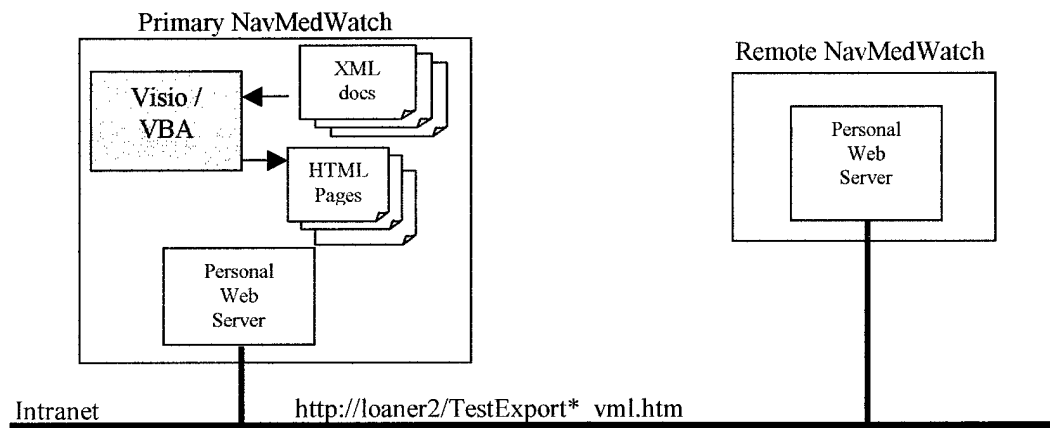 Primary NavMedWatch
XML
docs
Visio /
VBA
HTML
Pages
Personal
Web
Server
Remote NavMedWatch
Personal
Web
Server
Intranet
http://loaner2/TestExport*_vml.htm